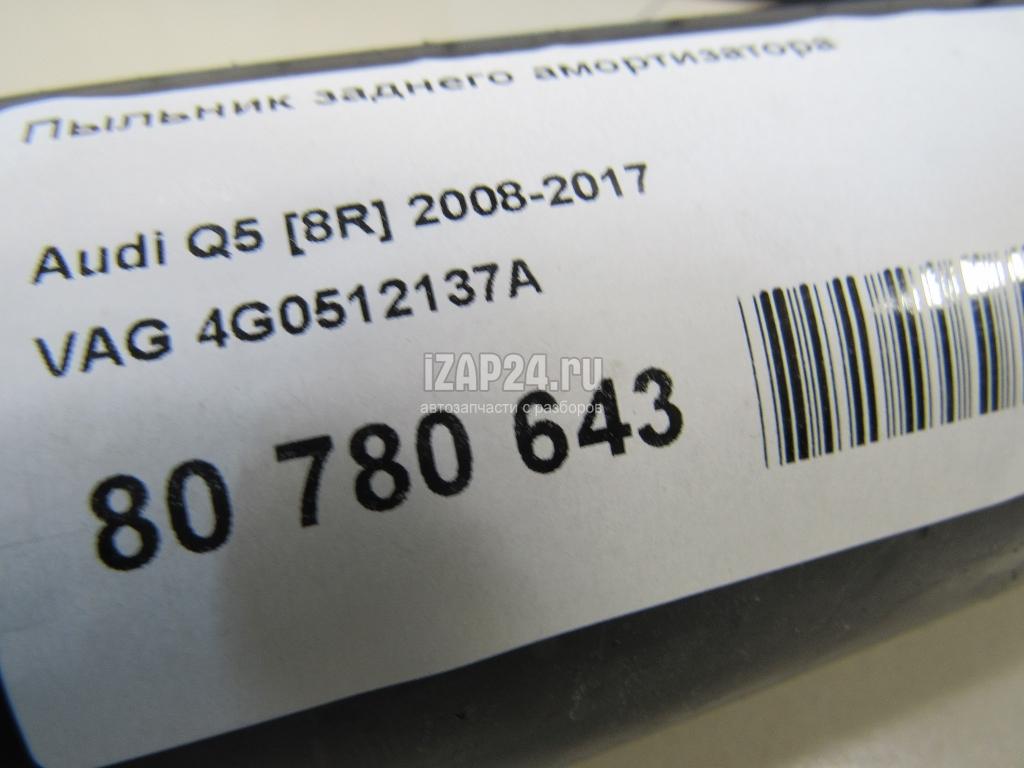 Пыльник заднего амортизатора
Audi Q5 [8R] 2008-2017
VAG 4G0512137A
iZAP24.ru
автозапчасти с разборов
80 780 643